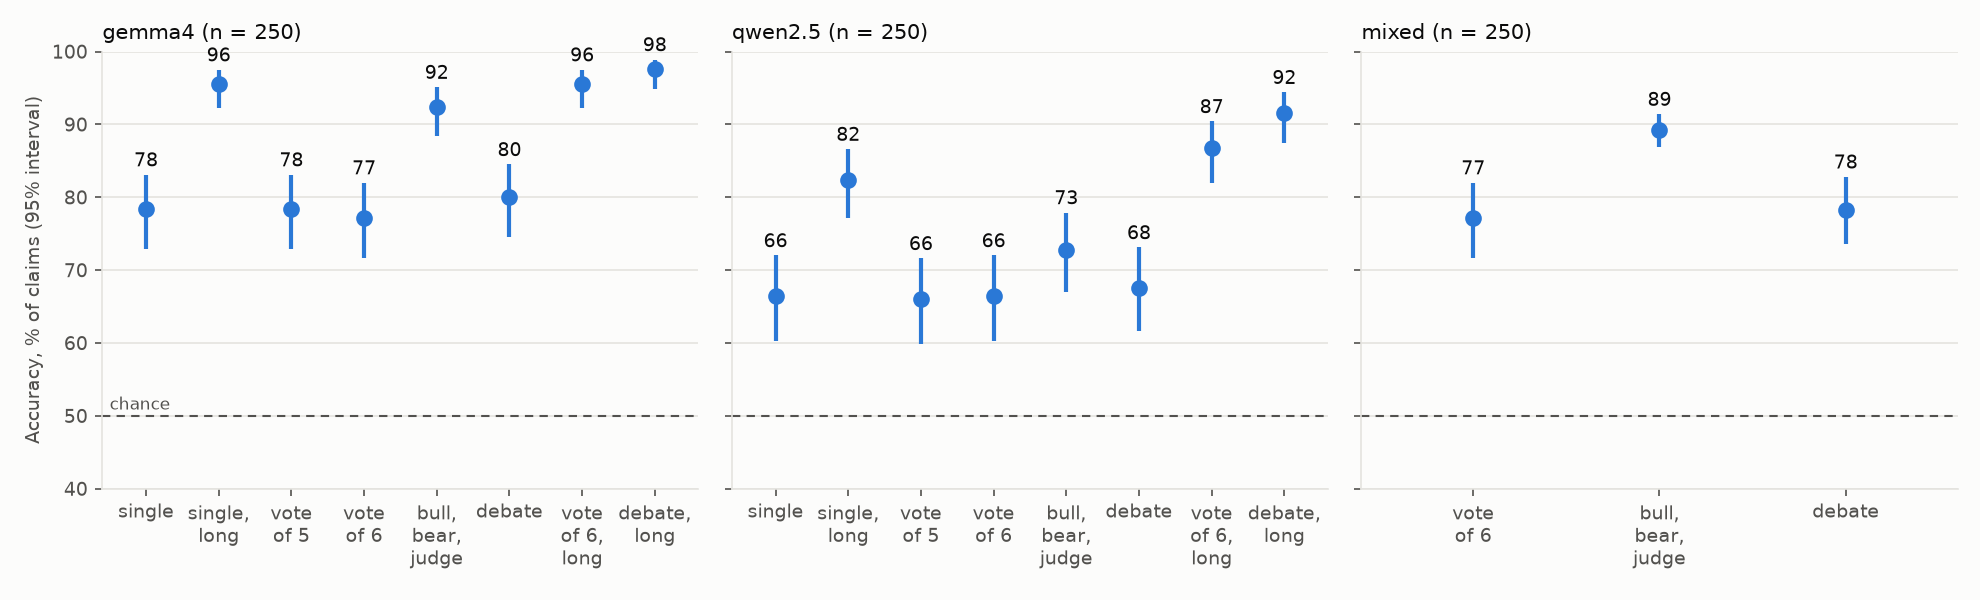 gemma4 (n = 250)
qwen2.5 (n = 250)
mixed (n = 250)
Accuracy, % of claims (95% interval)
100
90
80
70
60
50
40
chance
78
96
78
77
92
80
96
98
66
82
66
66
73
68
87
92
77
89
78
single
single,
long
vote
of 5
vote
of 6
bull,
bear,
judge
debate
vote
of 6,
long
debate,
long
single
single,
long
vote
of 5
vote
of 6
bull,
bear,
judge
debate
vote
of 6,
long
debate,
long
vote
of 6
bull,
bear,
judge
debate